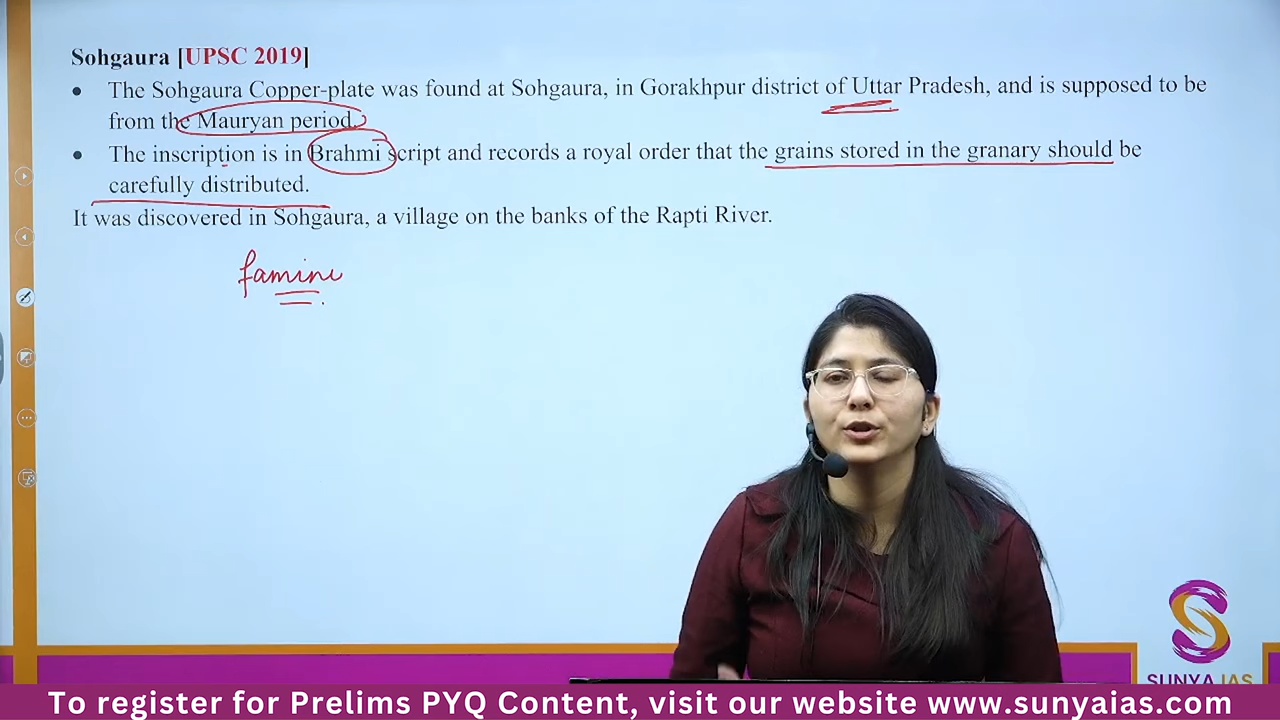 Sohgaura [UPSC 2019]
• The Sohgaura Copper-plate was found at Sohgaura, in Gorakhpur district of Uttar Pradesh, and is supposed to be
from the Mauryan period.
• The inscription is in Brahmi script and records a royal order that the grains stored in the granary should be
carefully distributed.
It was discovered in Sohgaura, a village on the banks of the Rapti River.
famine
SUNYA IAS
To register for Prelims PYQ Content, visit our website www.sunyaias.com